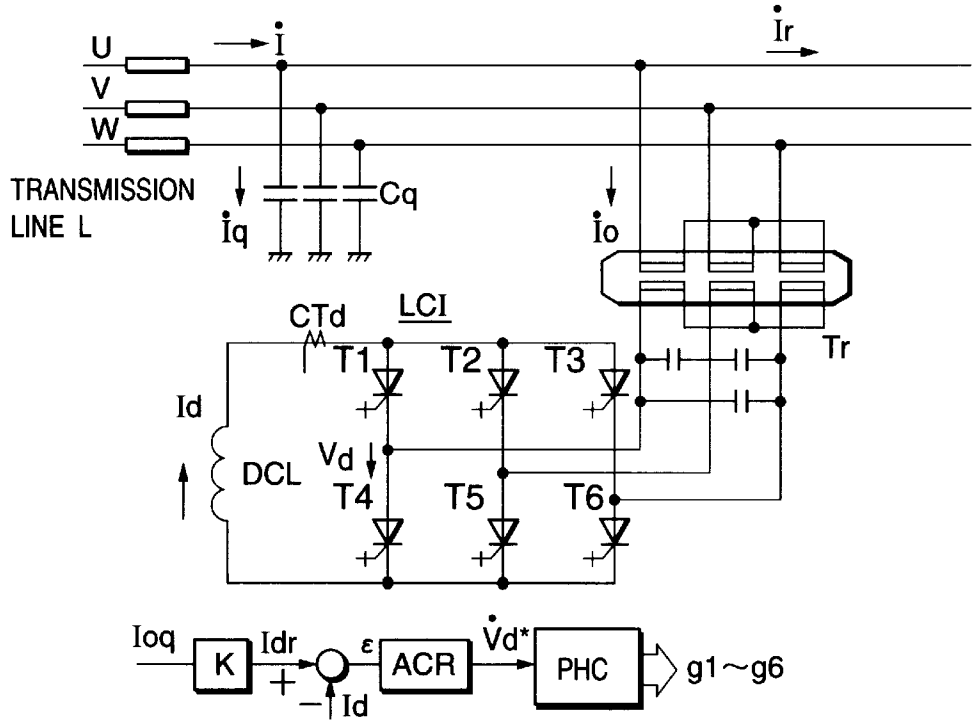 U
İ
İr
V
W
TRANSMISSION
LINE L
İq
Cq
İo
Tr
CTd
LCI
T1
T2
T3
Id
DCL
Vd
T4
T5
T6
Ioq
K
Idr
+
−
Id
ε
ACR
V̇d*
PHC
g1~g6